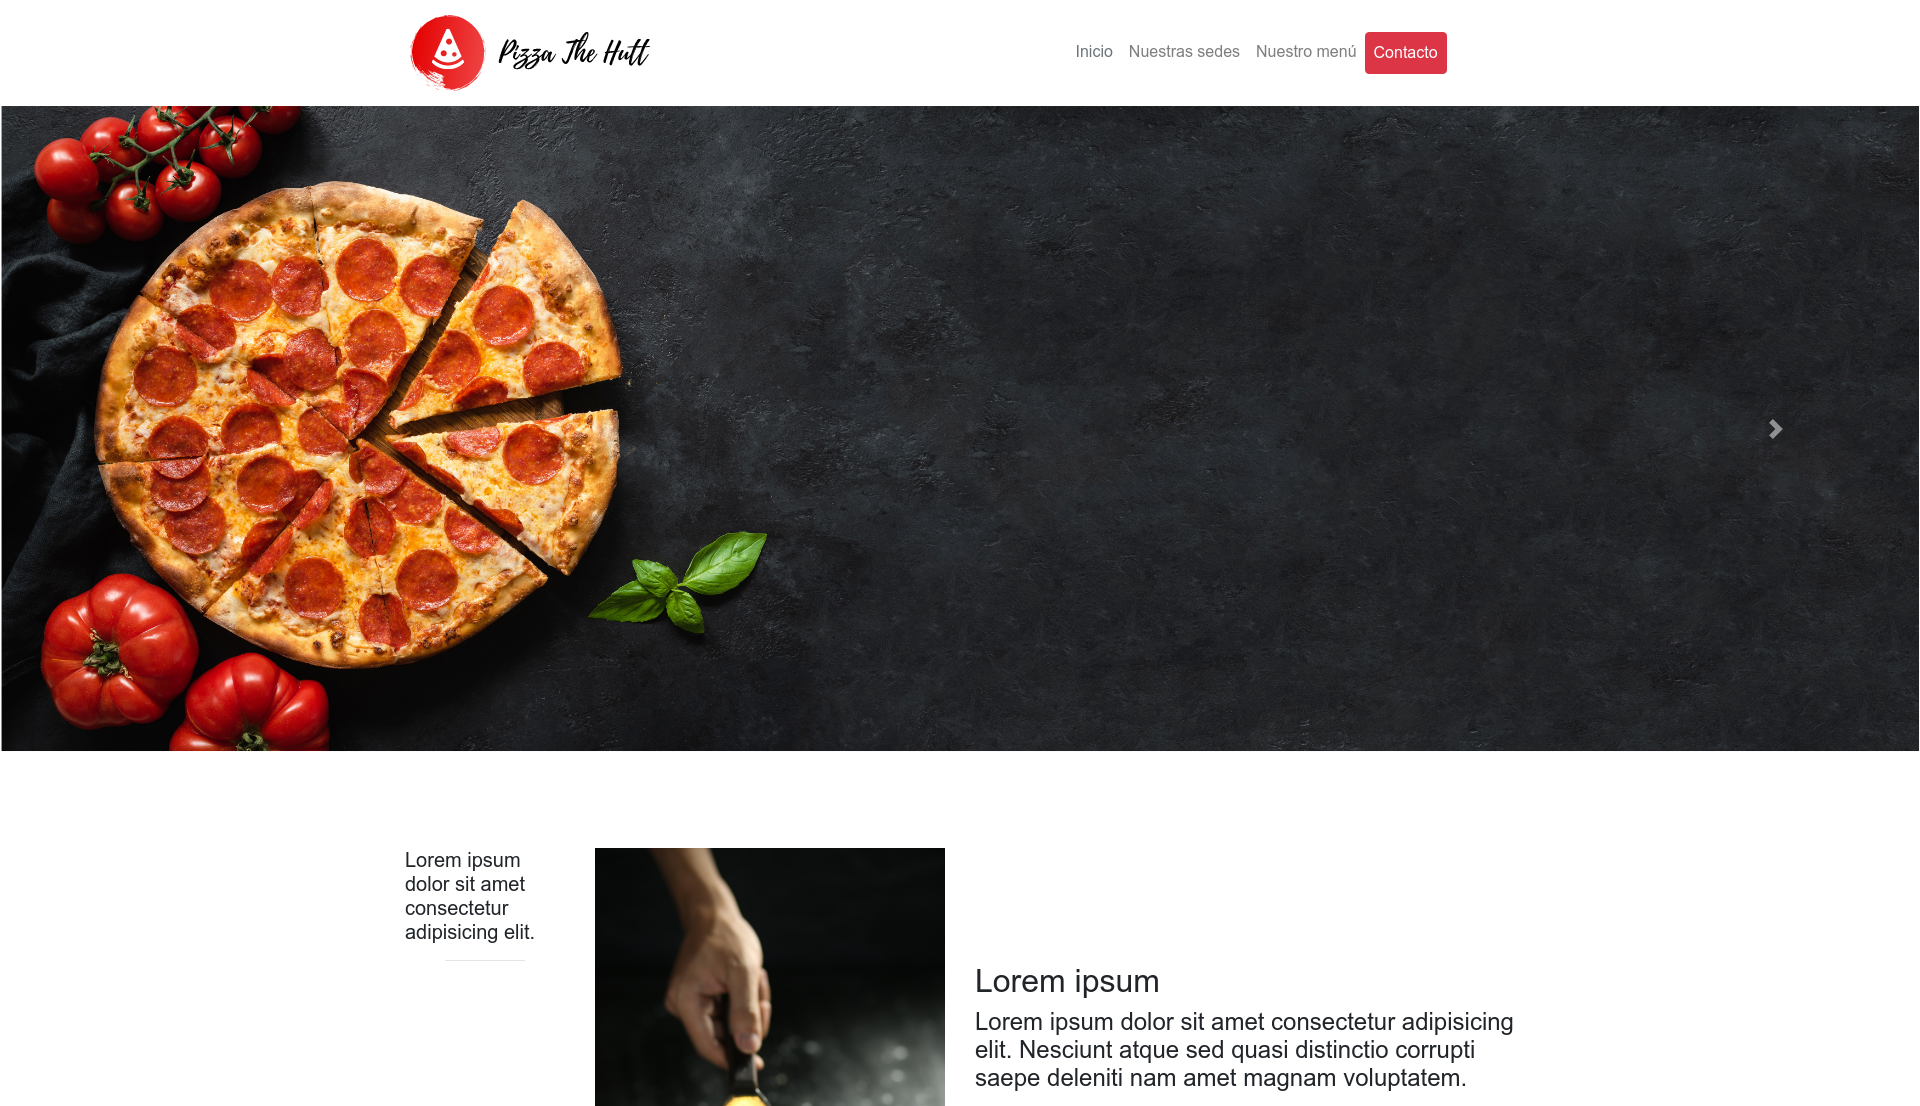 Pizza The Hutt
Inicio Nuestras sedes Nuestro menú Contacto
Lorem ipsum
dolor sit amet
consectetur
adipisicing elit.
Lorem ipsum
Lorem ipsum dolor sit amet consectetur adipisicing
elit. Nesciunt atque sed quasi distinctio corrupti
saepe deleniti nam amet magnam voluptatem.